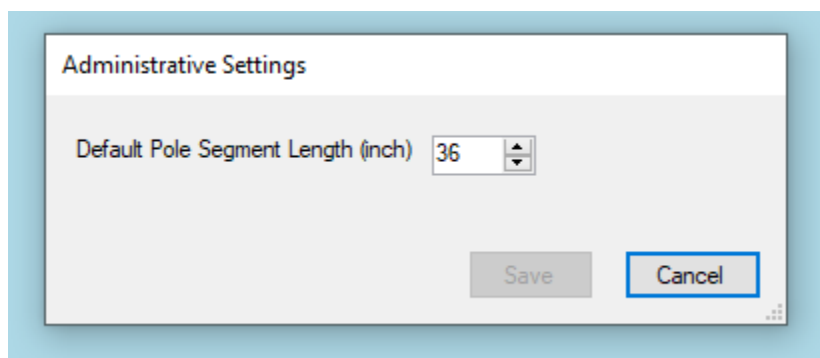 Administrative Settings
Default Pole Segment Length (inch) 36
Save Cancel